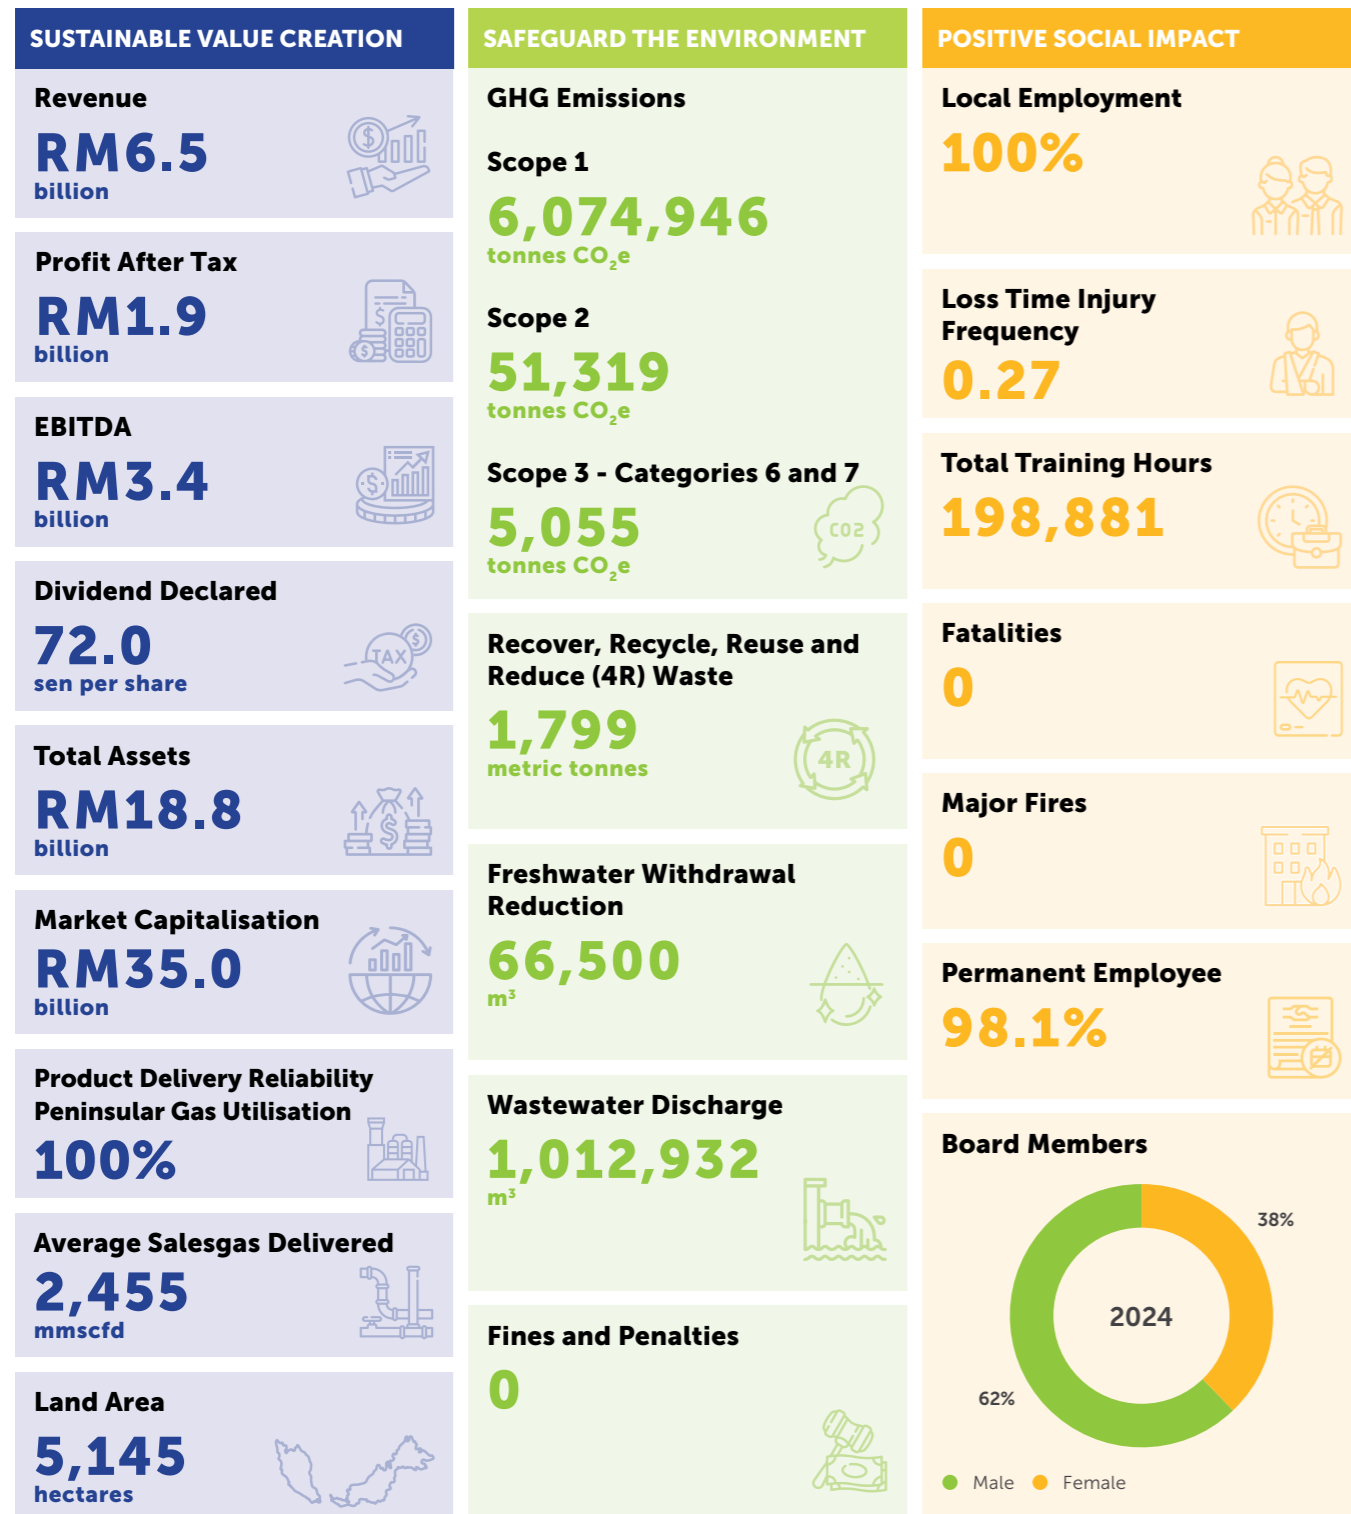 SUSTAINABLE VALUE CREATION
Revenue
RM6.5
billion
Profit After Tax
RM1.9
billion
EBITDA
RM3.4
billion
Dividend Declared
72.0
sen per share
TAX
Total Assets
RM18.8
billion
Market Capitalisation
RM35.0
billion
Product Delivery Reliability
Peninsular Gas Utilisation
100%
Average Salesgas Delivered
2,455
mmscfd
Land Area
5,145
hectares
SAFEGUARD THE ENVIRONMENT
GHG Emissions
Scope 1
6,074,946
tonnes CO₂e
Scope 2
51,319
tonnes CO₂e
Scope 3 - Categories 6 and 7
5,055
tonnes CO₂e
CO2
Recover, Recycle, Reuse and
Reduce (4R) Waste
1,799
metric tonnes
4R
Freshwater Withdrawal
Reduction
66,500
m³
Wastewater Discharge
1,012,932
m³
Fines and Penalties
0
POSITIVE SOCIAL IMPACT
Local Employment
100%
Loss Time Injury
Frequency
0.27
Total Training Hours
198,881
Fatalities
0
Major Fires
0
Permanent Employee
98.1%
Board Members
38%
2024
62%
Male
Female